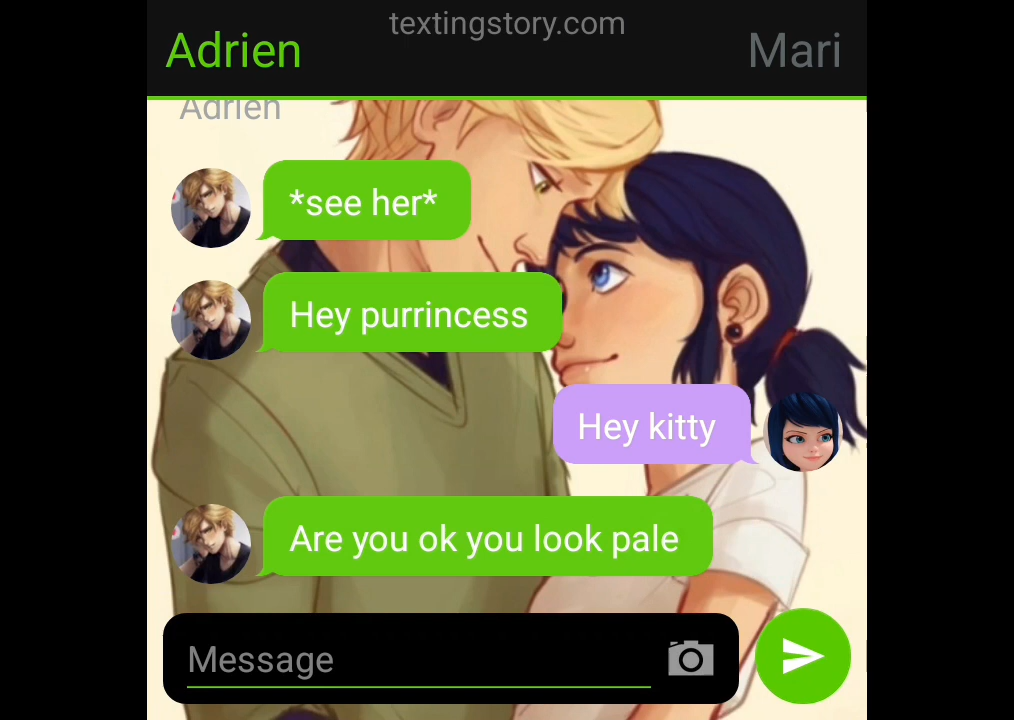 textingstory.com
Adrien
Mari
Adrien
*see her*
Hey purrincess
Hey kitty
Are you ok you look pale
Message